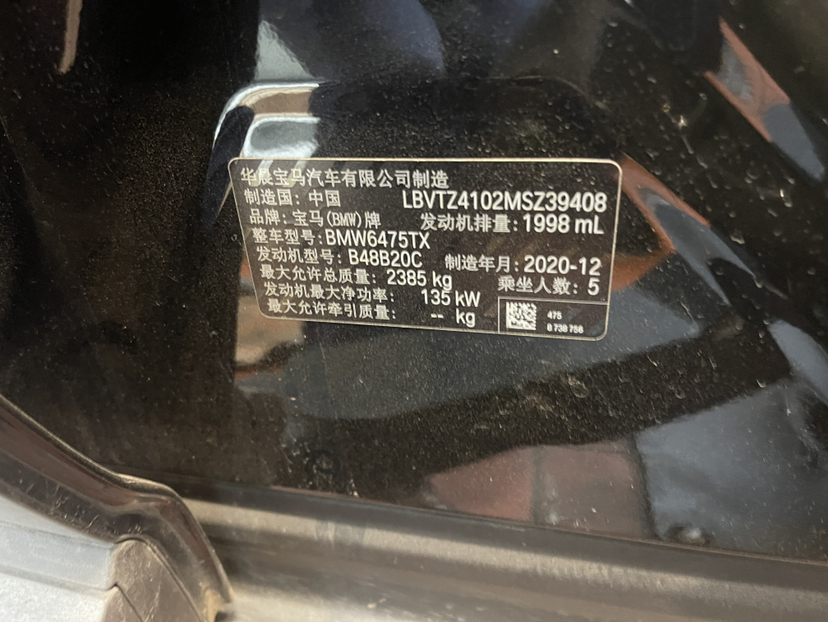 华晨宝马汽车有限公司制造
制造国: 中国 LBVTZ4102MSZ39408
品牌: 宝马(BMW)牌 发动机排量: 1998 mL
整车型号: BMW6475TX
发动机型号: B48B20C 制造年月: 2020-12
最大允许总质量: 2385 kg 乘坐人数: 5
发动机最大净功率: 135 kW
最大允许牵引质量: -- kg
475
8 738 756